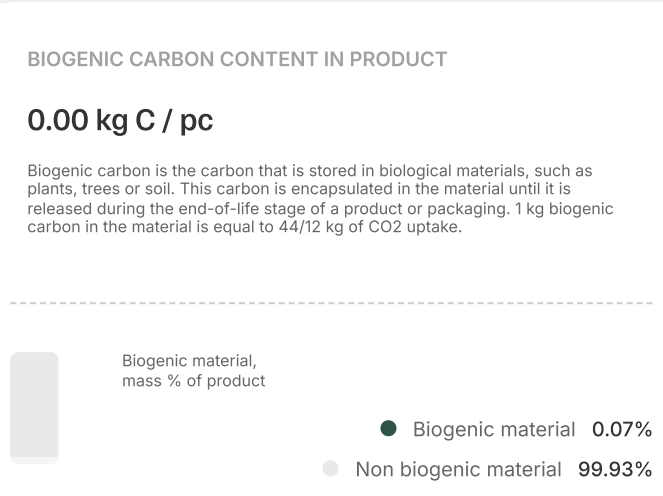 BIOGENIC CARBON CONTENT IN PRODUCT
0.00 kg C / pc
Biogenic carbon is the carbon that is stored in biological materials, such as
plants, trees or soil. This carbon is encapsulated in the material until it is
released during the end-of-life stage of a product or packaging. 1 kg biogenic
carbon in the material is equal to 44/12 kg of CO2 uptake.
Biogenic material,
mass % of product
Biogenic material 0.07%
Non biogenic material 99.93%